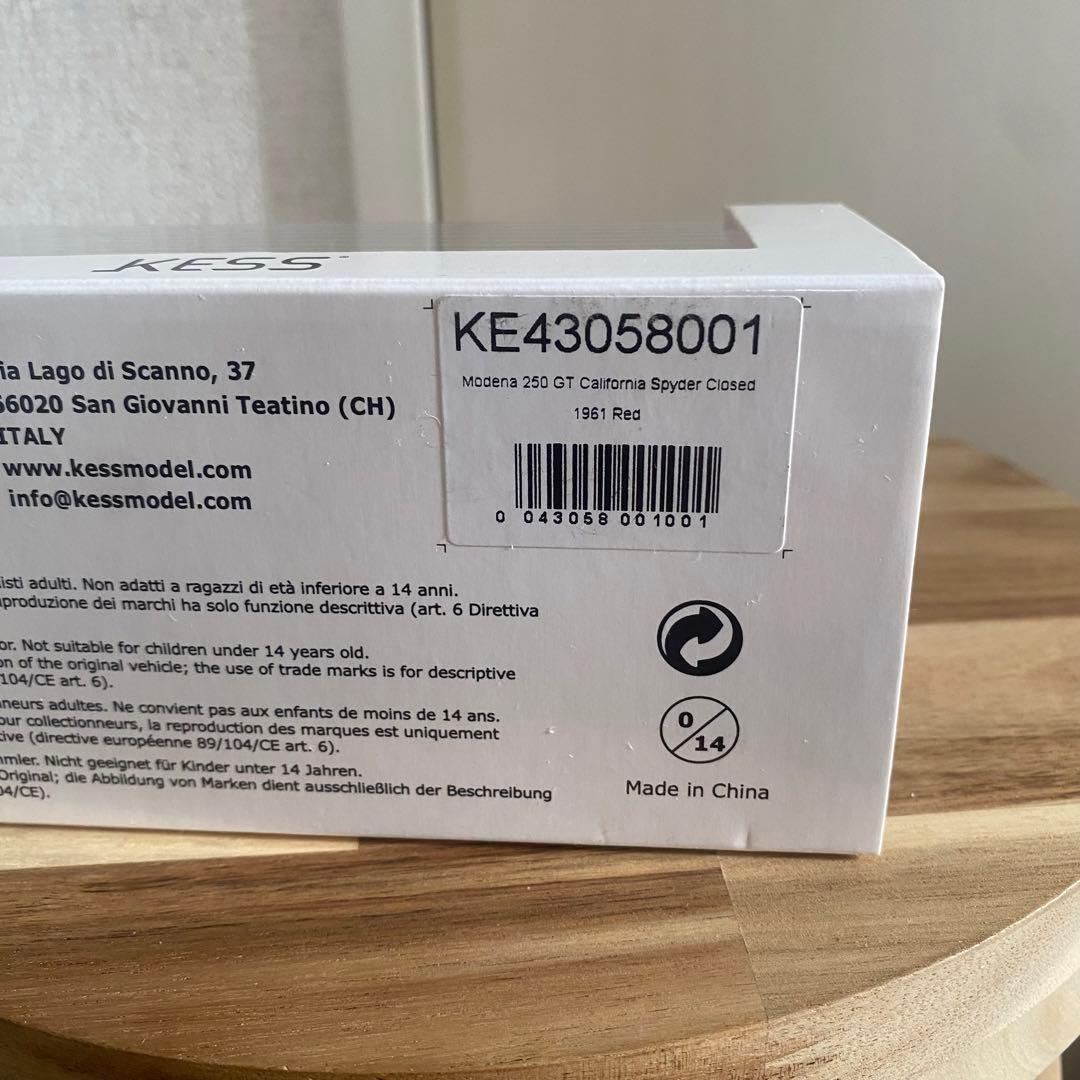 KESS
KE43058001
Modena 250 GT California Spyder Closed
1961 Red
0 043058 001001
ia Lago di Scanno, 37
66020 San Giovanni Teatino (CH)
ITALY
www.kessmodel.com
info@kessmodel.com
isti adulti. Non adatti a ragazzi di età inferiore a 14 anni.
produzione dei marchi ha solo funzione descrittiva (art. 6 Direttiva
or. Not suitable for children under 14 years old.
on of the original vehicle; the use of trade marks is for descriptive
104/CE art. 6).
neurs adultes. Ne convient pas aux enfants de moins de 14 ans.
our collectionneurs, la reproduction des marques est uniquement
tive (directive européenne 89/104/CE art. 6).
mmler. Nicht geeignet für Kinder unter 14 Jahren.
Original; die Abbildung von Marken dient ausschließlich der Beschreibung
04/CE).
0
14
Made in China